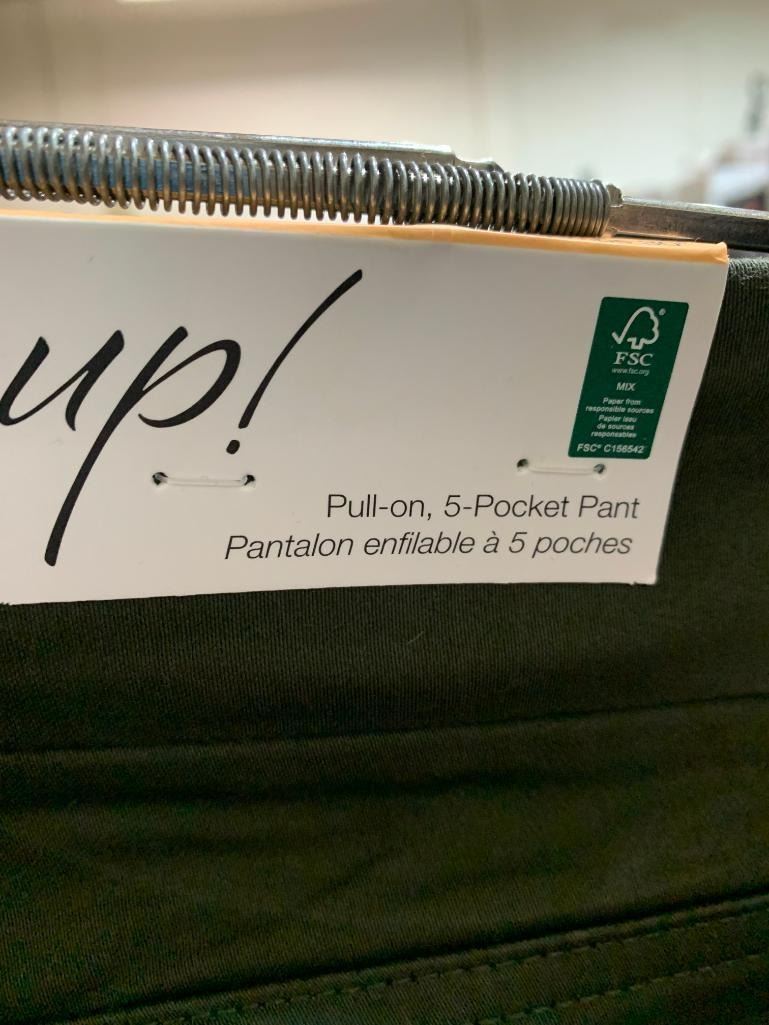 up!
FSC®
www.fsc.org
MIX
Paper from
responsible sources
Papier issu
de sources
responsables
FSC® C156542
Pull-on, 5-Pocket Pant
Pantalon enfilable à 5 poches